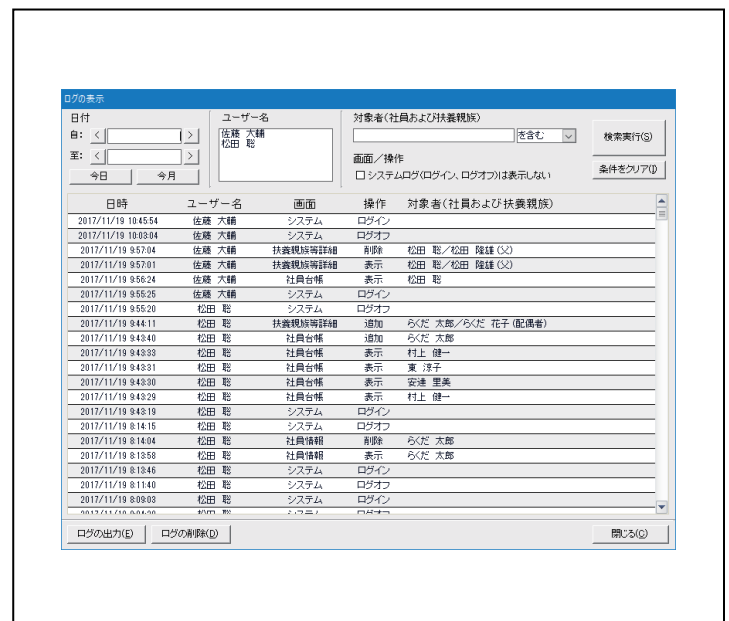 ログの表示
日付 ユーザー名 対象者(社員および扶養親族)
自: < > 佐藤 大輔 を含む 検索実行(S)
松田 聡
至: < > 画面/操作
今日 今月 □ システムログ(ログイン、ログオフ)は表示しない 条件をクリア(I)
日時 ユーザー名 画面 操作 対象者(社員および扶養親族)
2017/11/19 10:45:54 佐藤 大輔 システム ログイン
2017/11/19 10:03:04 佐藤 大輔 システム ログオフ
2017/11/19 9:57:04 佐藤 大輔 扶養親族等詳細 削除 松田 聡/松田 隆雄(父)
2017/11/19 9:57:01 佐藤 大輔 扶養親族等詳細 表示 松田 聡/松田 隆雄(父)
2017/11/19 9:56:24 佐藤 大輔 社員台帳 表示 松田 聡
2017/11/19 9:55:25 佐藤 大輔 システム ログイン
2017/11/19 9:55:20 松田 聡 システム ログオフ
2017/11/19 9:44:11 松田 聡 扶養親族等詳細 追加 らくだ 太郎/らくだ 花子(配偶者)
2017/11/19 9:43:40 松田 聡 社員台帳 追加 らくだ 太郎
2017/11/19 9:43:33 松田 聡 社員台帳 表示 村上 健一
2017/11/19 9:43:31 松田 聡 社員台帳 表示 東 涼子
2017/11/19 9:43:30 松田 聡 社員台帳 表示 安達 里美
2017/11/19 9:43:29 松田 聡 社員台帳 表示 村上 健一
2017/11/19 9:43:19 松田 聡 システム ログイン
2017/11/19 8:14:15 松田 聡 システム ログオフ
2017/11/19 8:14:04 松田 聡 社員情報 削除 らくだ 太郎
2017/11/19 8:13:58 松田 聡 社員情報 表示 らくだ 太郎
2017/11/19 8:13:46 松田 聡 システム ログイン
2017/11/19 8:11:40 松田 聡 システム ログオフ
2017/11/19 8:09:03 松田 聡 システム ログイン
ログの出力(E) ログの削除(D) 閉じる(C)